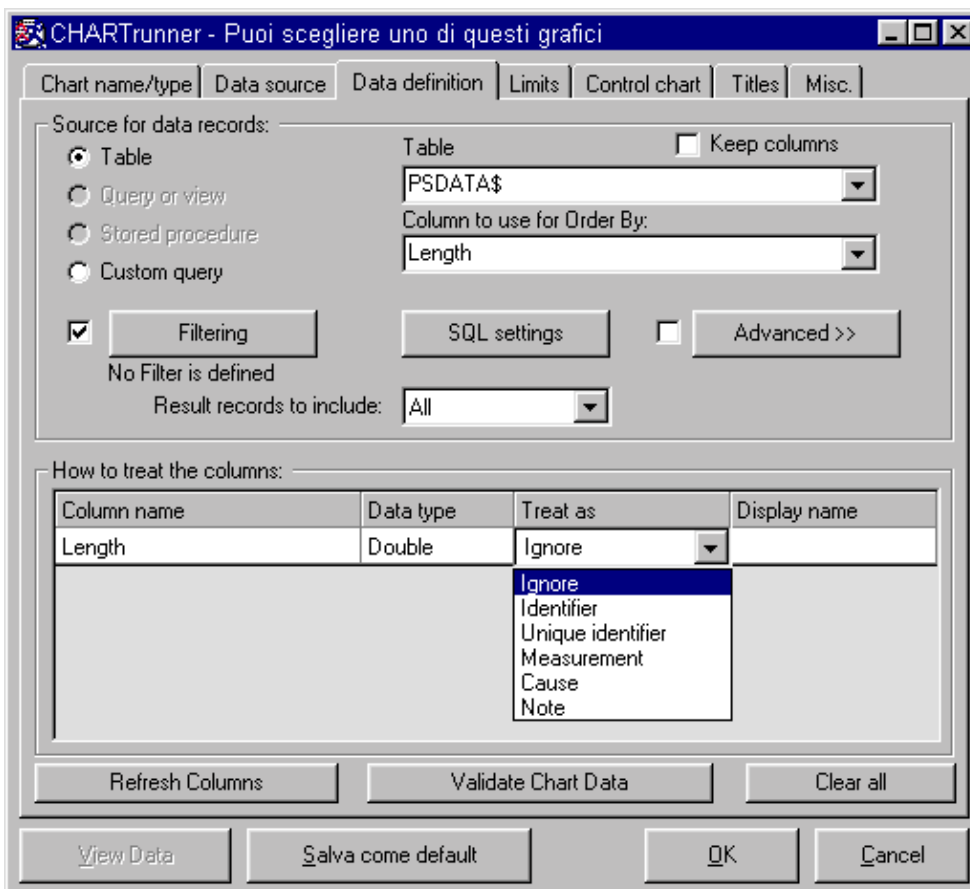 CHARTrunner - Puoi scegliere uno di questi grafici
Chart name/type Data source Data definition Limits Control chart Titles Misc.
Source for data records:
Table
Query or view
Stored procedure
Custom query
Table Keep columns
PSDATA$
Column to use for Order By:
Length
Filtering SQL settings Advanced >>
No Filter is defined
Result records to include: All
How to treat the columns:
Column name Data type Treat as Display name
Length Double Ignore
Ignore
Identifier
Unique identifier
Measurement
Cause
Note
Refresh Columns Validate Chart Data Clear all
View Data Salva come default OK Cancel